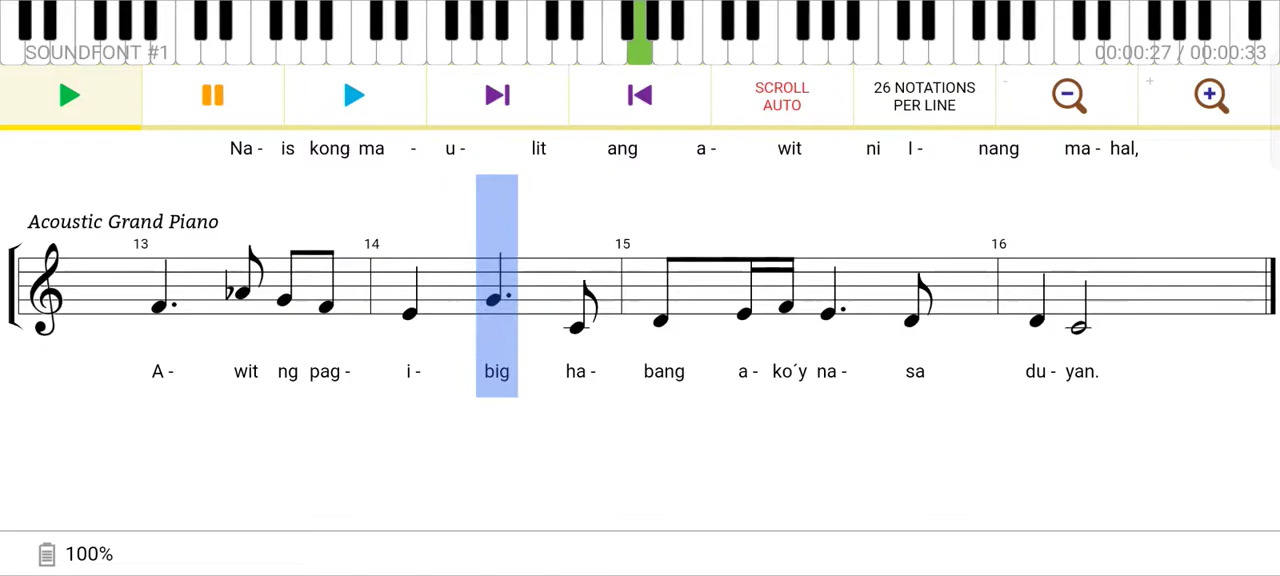 SOUNDFONT #1 00:00:27 / 00:00:33
SCROLL AUTO
26 NOTATIONS PER LINE
- +
Na- is kong ma - u- lit ang a- wit ni I- nang ma- hal,
Acoustic Grand Piano
13 14 15 16
A- wit ng pag- i- big ha- bang a- ko´y na- sa du- yan.
100%